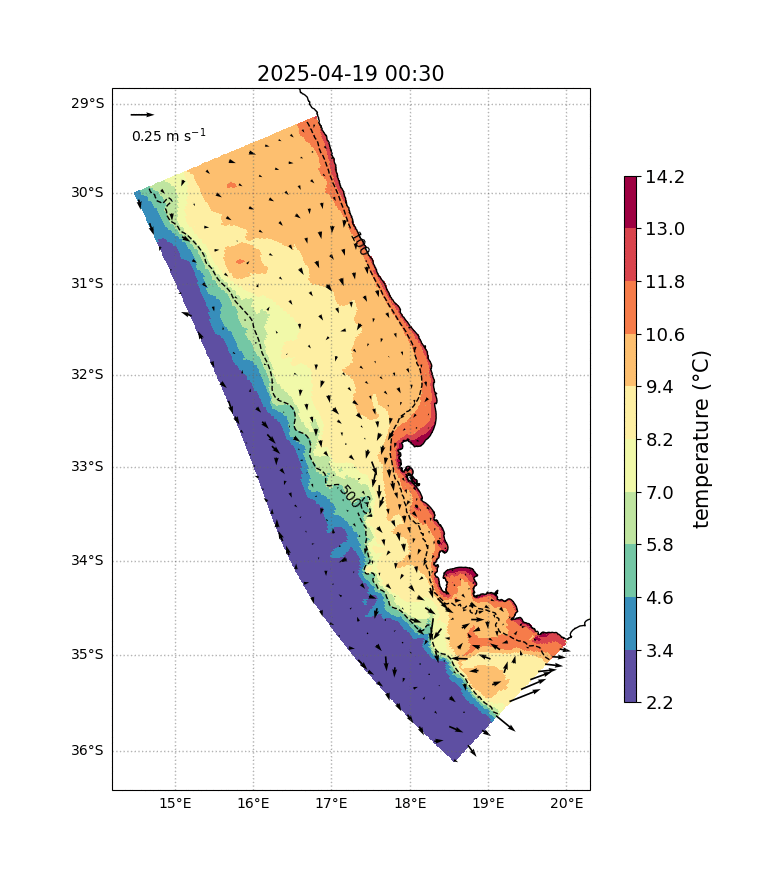 2025-04-19 00:30
0.25 m s⁻¹
29°S
30°S
31°S
32°S
33°S
34°S
35°S
36°S
15°E
16°E
17°E
18°E
19°E
20°E
100
500
14.2
13.0
11.8
10.6
9.4
8.2
7.0
5.8
4.6
3.4
2.2
temperature (°C)